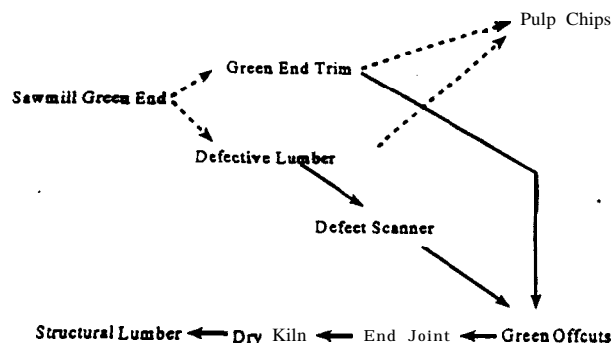 Pulp Chips
Green End Trim
Sawmill Green End
Defective Lumber
Defect Scanner
Structural Lumber Dry Kiln End Joint Green Offcuts